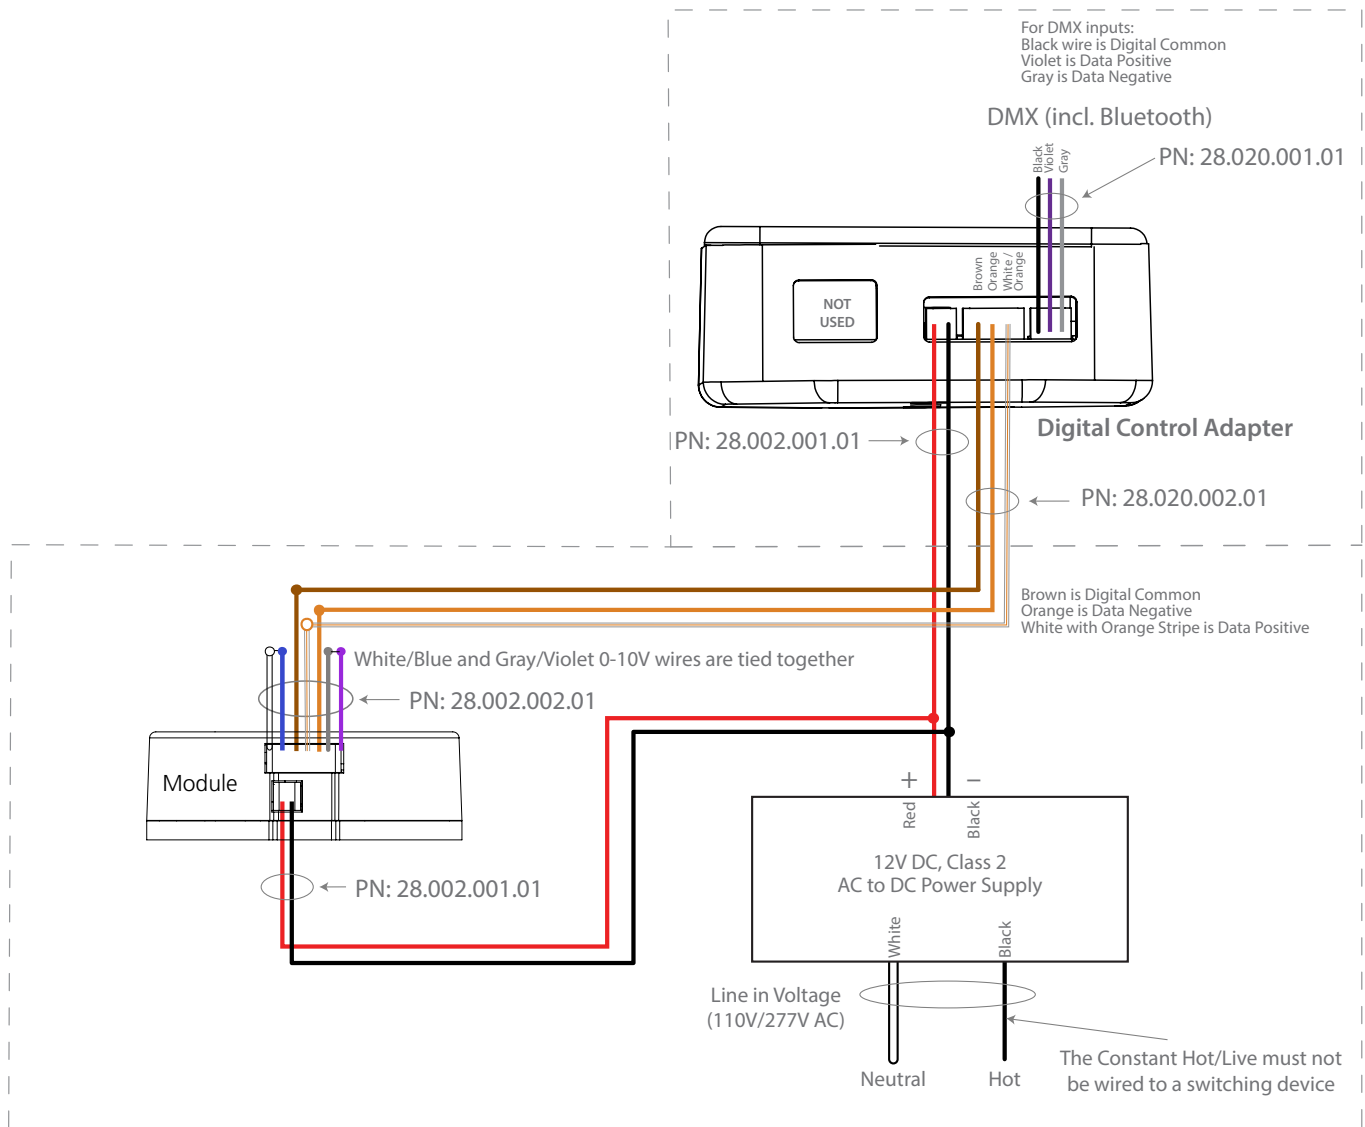 For DMX inputs:
Black wire is Digital Common
Violet is Data Positive
Gray is Data Negative
DMX (incl. Bluetooth)
PN: 28.020.001.01
Black
Violet
Gray
Brown
Orange
White /
Orange
NOT
USED
PN: 28.002.001.01
Digital Control Adapter
PN: 28.020.002.01
Brown is Digital Common
Orange is Data Negative
White with Orange Stripe is Data Positive
White/Blue and Gray/Violet 0-10V wires are tied together
PN: 28.002.002.01
Module
PN: 28.002.001.01
+
−
Red
Black
12V DC, Class 2
AC to DC Power Supply
White
Black
Line in Voltage
(110V/277V AC)
Neutral
Hot
The Constant Hot/Live must not
be wired to a switching device